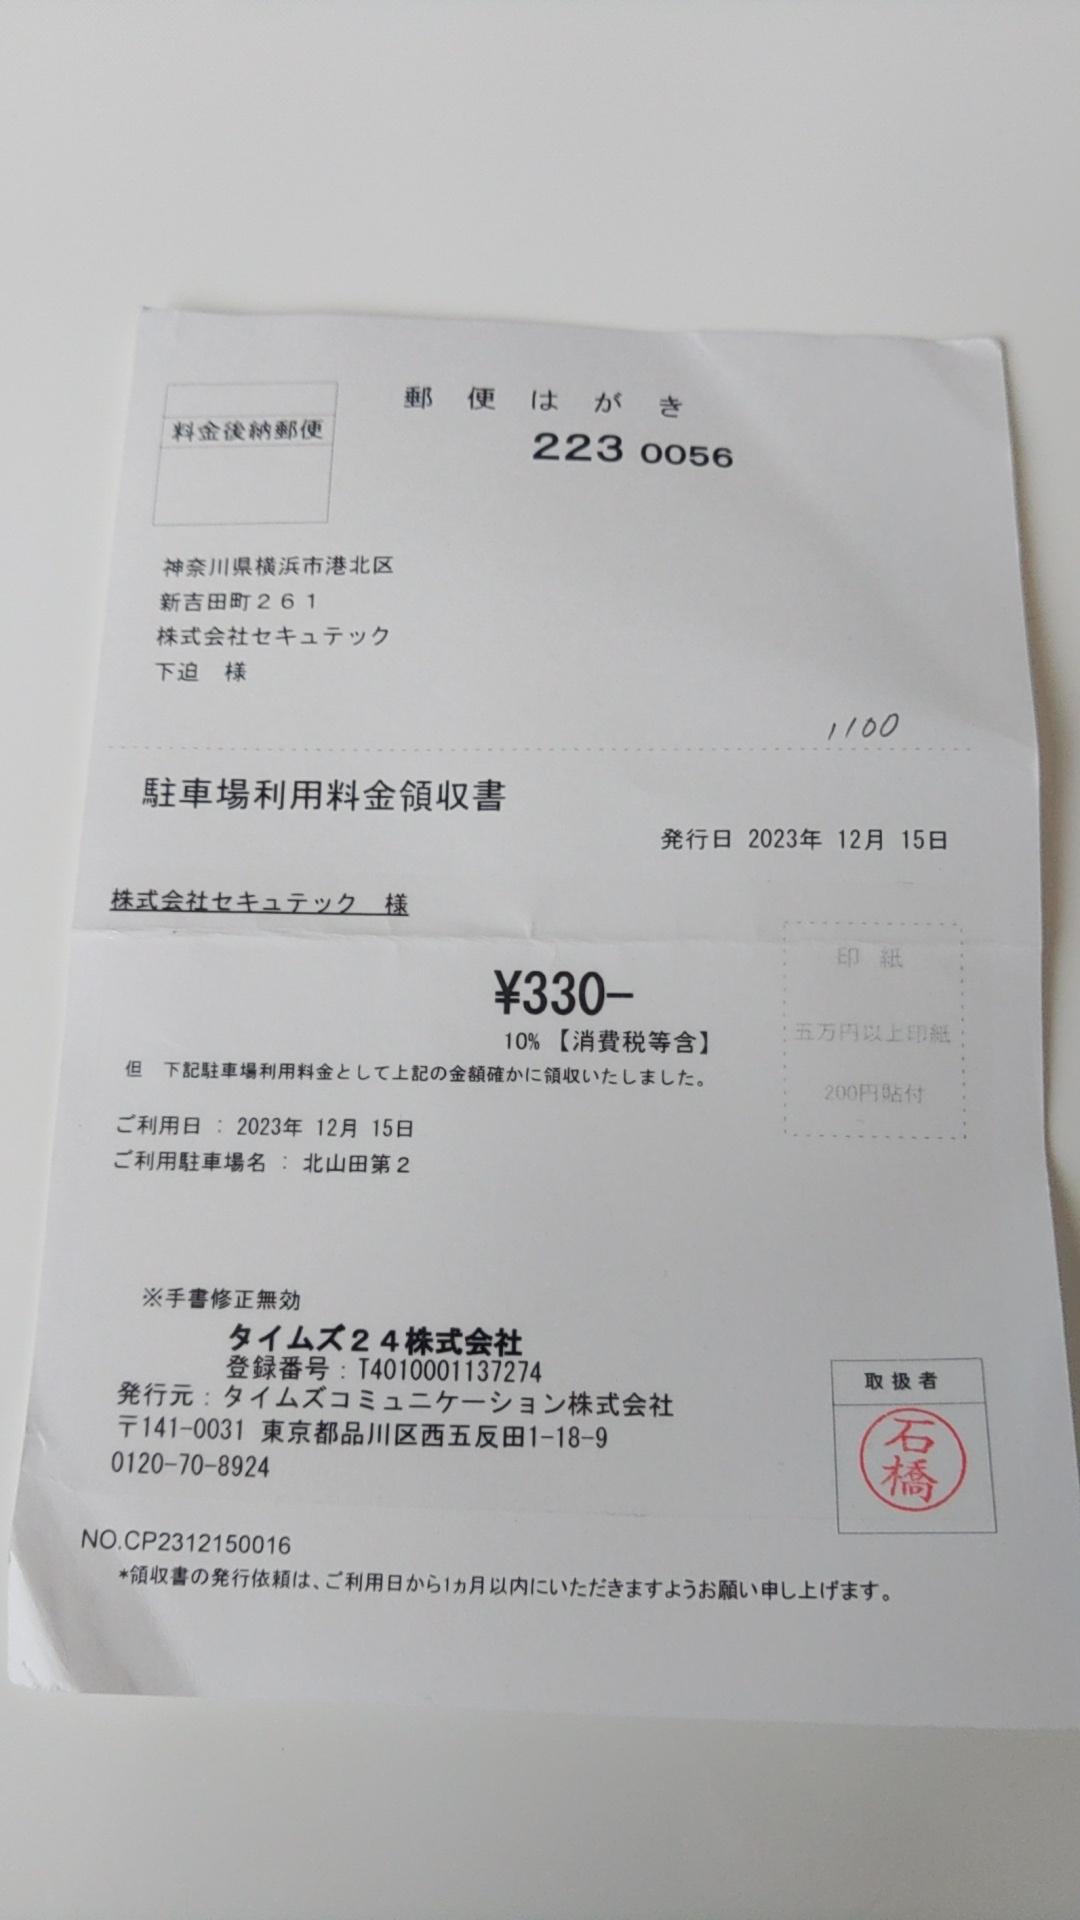 郵便はがき
料金後納郵便
223 0056
神奈川県横浜市港北区
新吉田町２６１
株式会社セキュテック
下迫　様
1100
駐車場利用料金領収書
発行日 2023年 12月 15日
株式会社セキュテック　様
印　紙
五万円以上印紙
200円貼付
¥330-
10% 【消費税等含】
但　下記駐車場利用料金として上記の金額確かに領収いたしました。
ご利用日 : 2023年 12月 15日
ご利用駐車場名 : 北山田第２
※手書修正無効
タイムズ２４株式会社
登録番号 : T4010001137274
発行元 : タイムズコミュニケーション株式会社
〒141-0031 東京都品川区西五反田1-18-9
0120-70-8924
取扱者
石橋
NO.CP2312150016
*領収書の発行依頼は、ご利用日から1ヵ月以内にいただきますようお願い申し上げます。